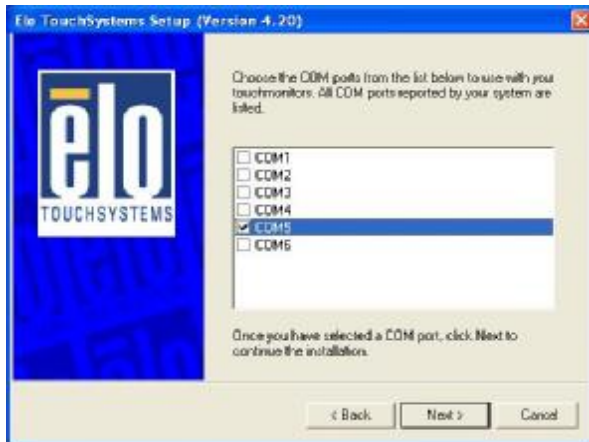 Elo TouchSystems Setup (Version 4.20)
elo
TOUCHSYSTEMS
Choose the COM ports from the list below to use with your
touchmonitors. All COM ports reported by your system are
listed.
COM1
COM2
COM3
COM4
COM5
COM6
Once you have selected a COM port, click Next to
continue the installation.
< Back
Next >
Cancel